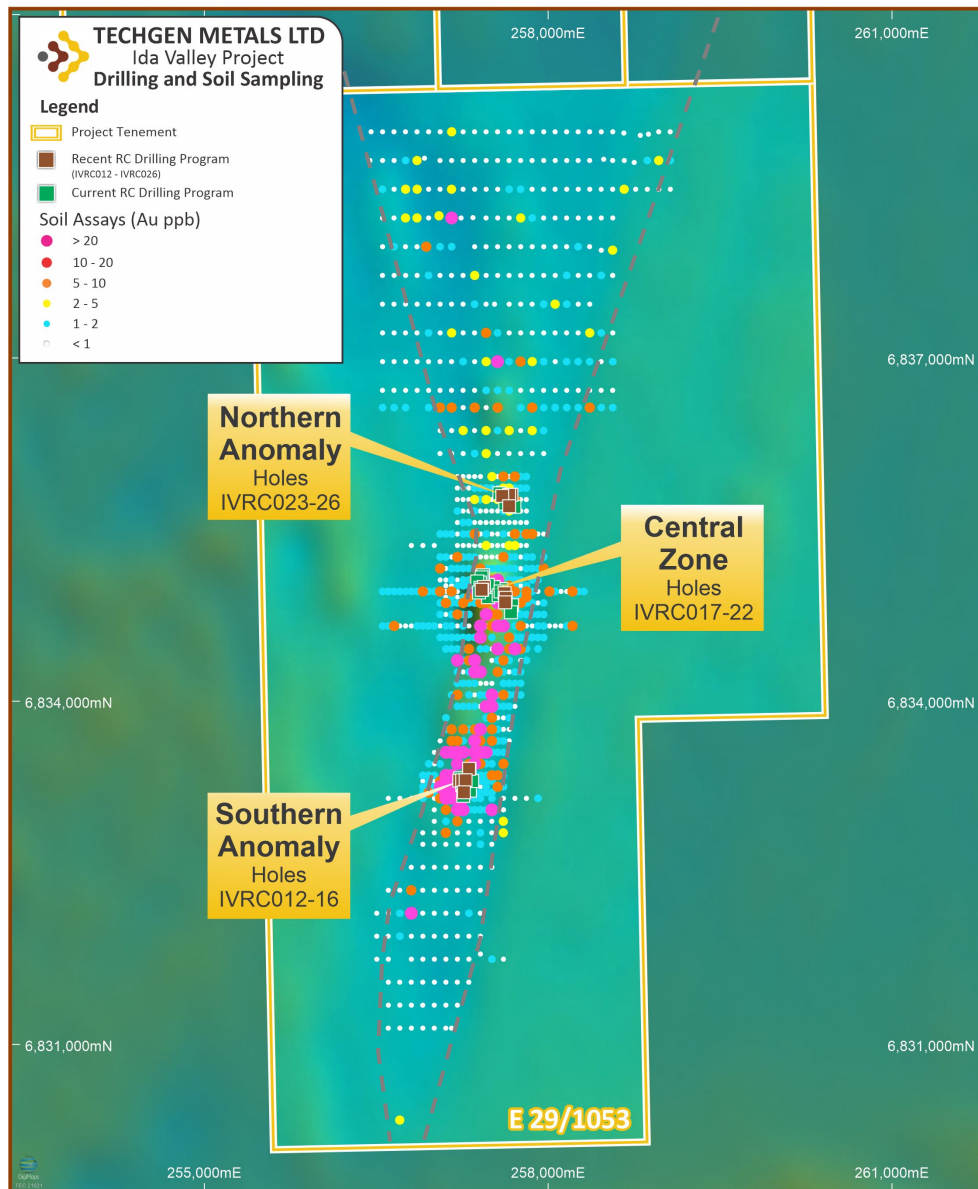 TECHGEN METALS LTD
Ida Valley Project
Drilling and Soil Sampling
Legend
Project Tenement
Recent RC Drilling Program
(IVRC012 - IVRC026)
Current RC Drilling Program
Soil Assays (Au ppb)
> 20
10 - 20
5 - 10
2 - 5
1 - 2
< 1
258,000mE
261,000mE
6,837,000mN
Northern
Anomaly
Holes
IVRC023-26
Central
Zone
Holes
IVRC017-22
6,834,000mN
6,834,000mN
Southern
Anomaly
Holes
IVRC012-16
6,831,000mN
6,831,000mN
E 29/1053
255,000mE
258,000mE
261,000mE
DigMaps